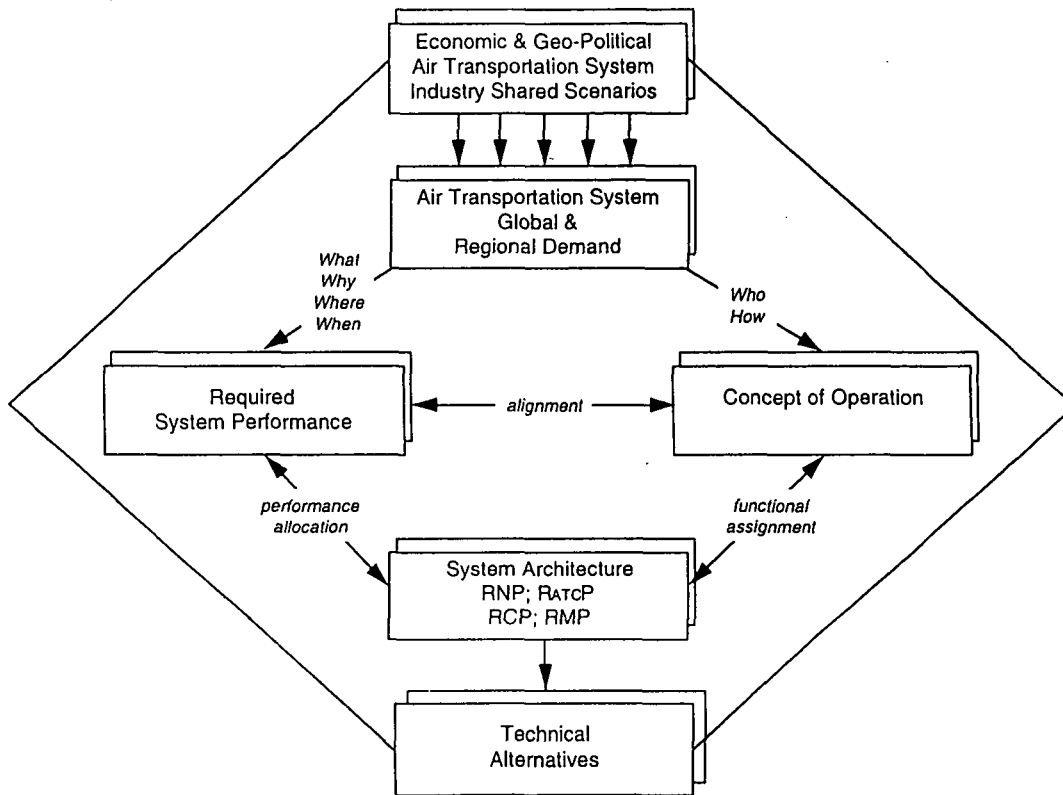 Economic & Geo-Political
Air Transportation System
Industry Shared Scenarios
Air Transportation System
Global &
Regional Demand
What
Why
Where
When
Who
How
Required
System Performance
alignment
Concept of Operation
performance
allocation
functional
assignment
System Architecture
RNP; RATCP
RCP; RMP
Technical
Alternatives